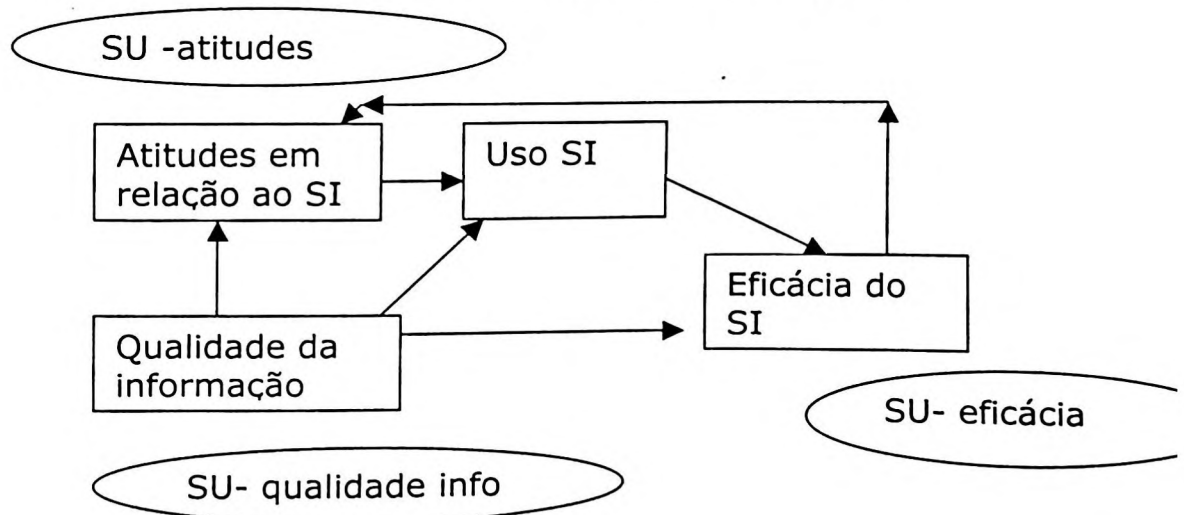 SU -atitudes
Atitudes em
relação ao SI
Uso SI
Eficácia do
SI
Qualidade da
informação
SU- eficácia
SU- qualidade info